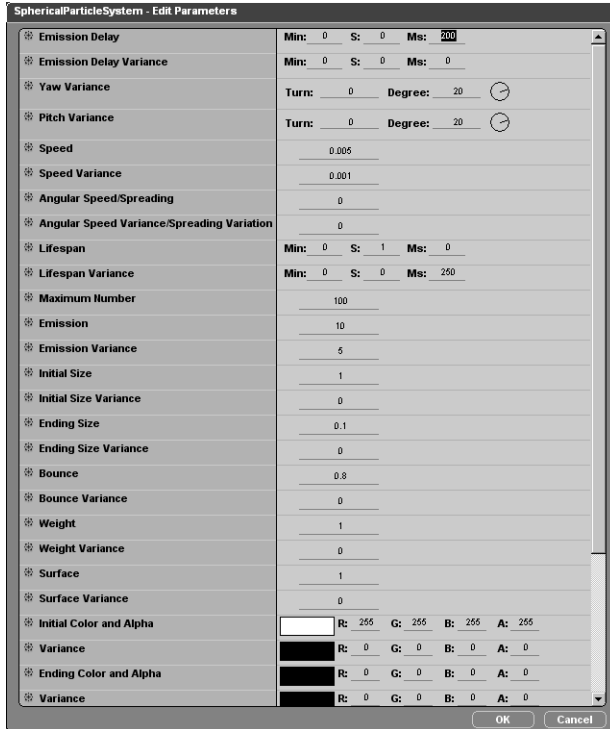 SphericalParticleSystem - Edit Parameters
Emission Delay Min: 0 S: 0 Ms: 200
Emission Delay Variance Min: 0 S: 0 Ms: 0
Yaw Variance Turn: 0 Degree: 20
Pitch Variance Turn: 0 Degree: 20
Speed 0.005
Speed Variance 0.001
Angular Speed/Spreading 0
Angular Speed Variance/Spreading Variation 0
Lifespan Min: 0 S: 1 Ms: 0
Lifespan Variance Min: 0 S: 0 Ms: 250
Maximum Number 100
Emission 10
Emission Variance 5
Initial Size 1
Initial Size Variance 0
Ending Size 0.1
Ending Size Variance 0
Bounce 0.8
Bounce Variance 0
Weight 1
Weight Variance 0
Surface 1
Surface Variance 0
Initial Color and Alpha R: 255 G: 255 B: 255 A: 255
Variance R: 0 G: 0 B: 0 A: 0
Ending Color and Alpha R: 0 G: 0 B: 0 A: 0
Variance R: 0 G: 0 B: 0 A: 0
OK Cancel